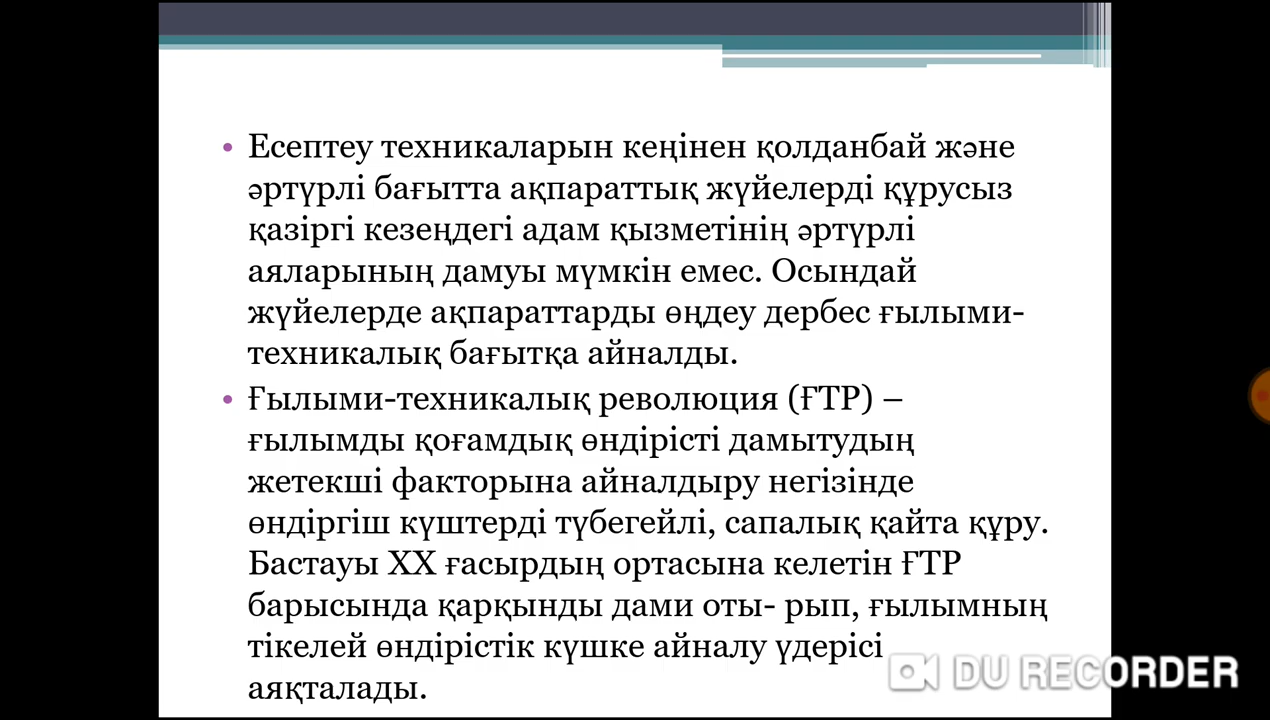 • Есептеу техникаларын кеңінен қолданбай және
әртүрлі бағытта ақпараттық жүйелерді құрусыз
қазіргі кезеңдегі адам қызметінің әртүрлі
аяларының дамуы мүмкін емес. Осындай
жүйелерде ақпараттарды өңдеу дербес ғылыми-
техникалық бағытқа айналды.
• Ғылыми-техникалық революция (ҒТР) –
ғылымды қоғамдық өндірісті дамытудың
жетекші факторына айналдыру негізінде
өндіргіш күштерді түбегейлі, сапалық қайта құру.
Бастауы ХХ ғасырдың ортасына келетін ҒТР
барысында қарқынды дами оты- рып, ғылымның
тікелей өндірістік күшке айналу үдерісі
аяқталады.
DU RECORDER